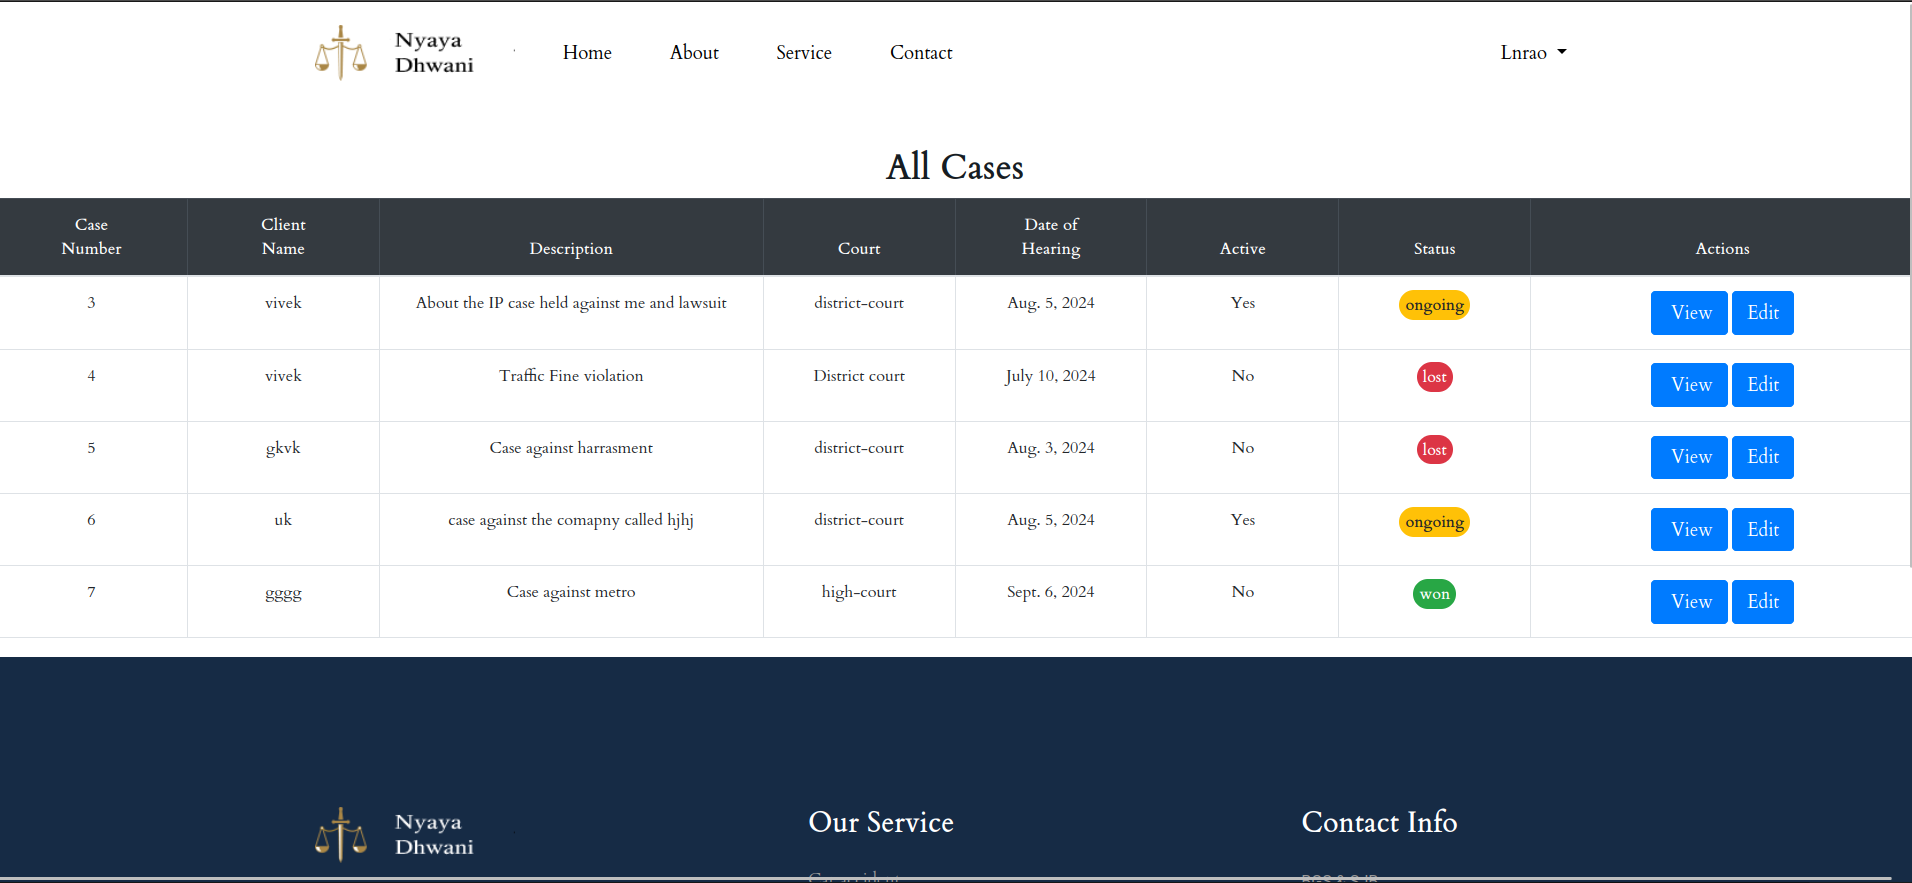 Nyaya
Dhwani
Home About Service Contact Lnrao
All Cases
Case Number Client Name Description Court Date of Hearing Active Status Actions
3 vivek About the IP case held against me and lawsuit district-court Aug. 5, 2024 Yes ongoing View Edit
4 vivek Traffic Fine violation District court July 10, 2024 No lost View Edit
5 gkvk Case against harrasment district-court Aug. 3, 2024 No lost View Edit
6 uk case against the comapny called hjhj district-court Aug. 5, 2024 Yes ongoing View Edit
7 gggg Case against metro high-court Sept. 6, 2024 No won View Edit
Nyaya
Dhwani
Our Service
Contact Info